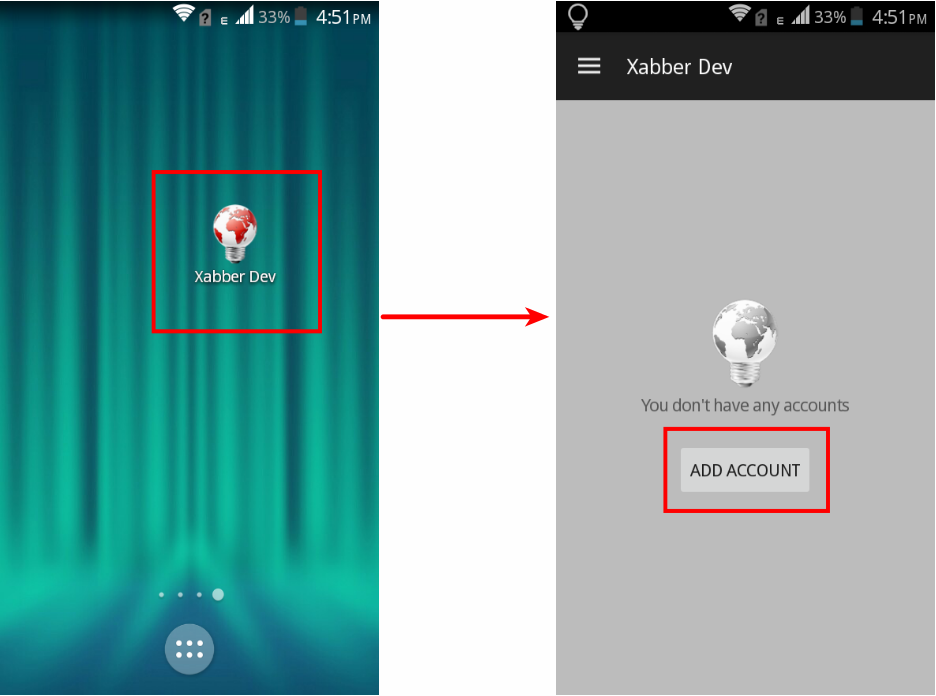 E 33% 4:51PM
Xabber Dev
? E 33% 4:51PM
Xabber Dev
You don't have any accounts
ADD ACCOUNT